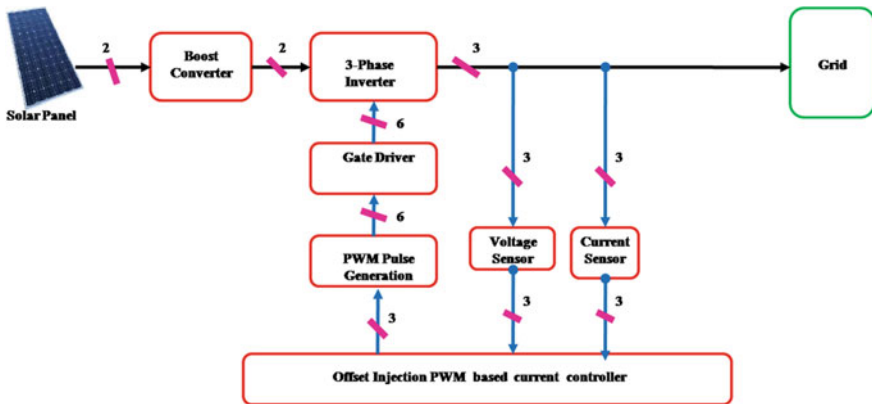 2
2
3
Boost
Converter
3-Phase
Inverter
Grid
Solar Panel
6
Gate Driver
3
3
6
Voltage
Sensor
Current
Sensor
PWM Pulse
Generation
3
3
3
Offset Injection PWM based current controller